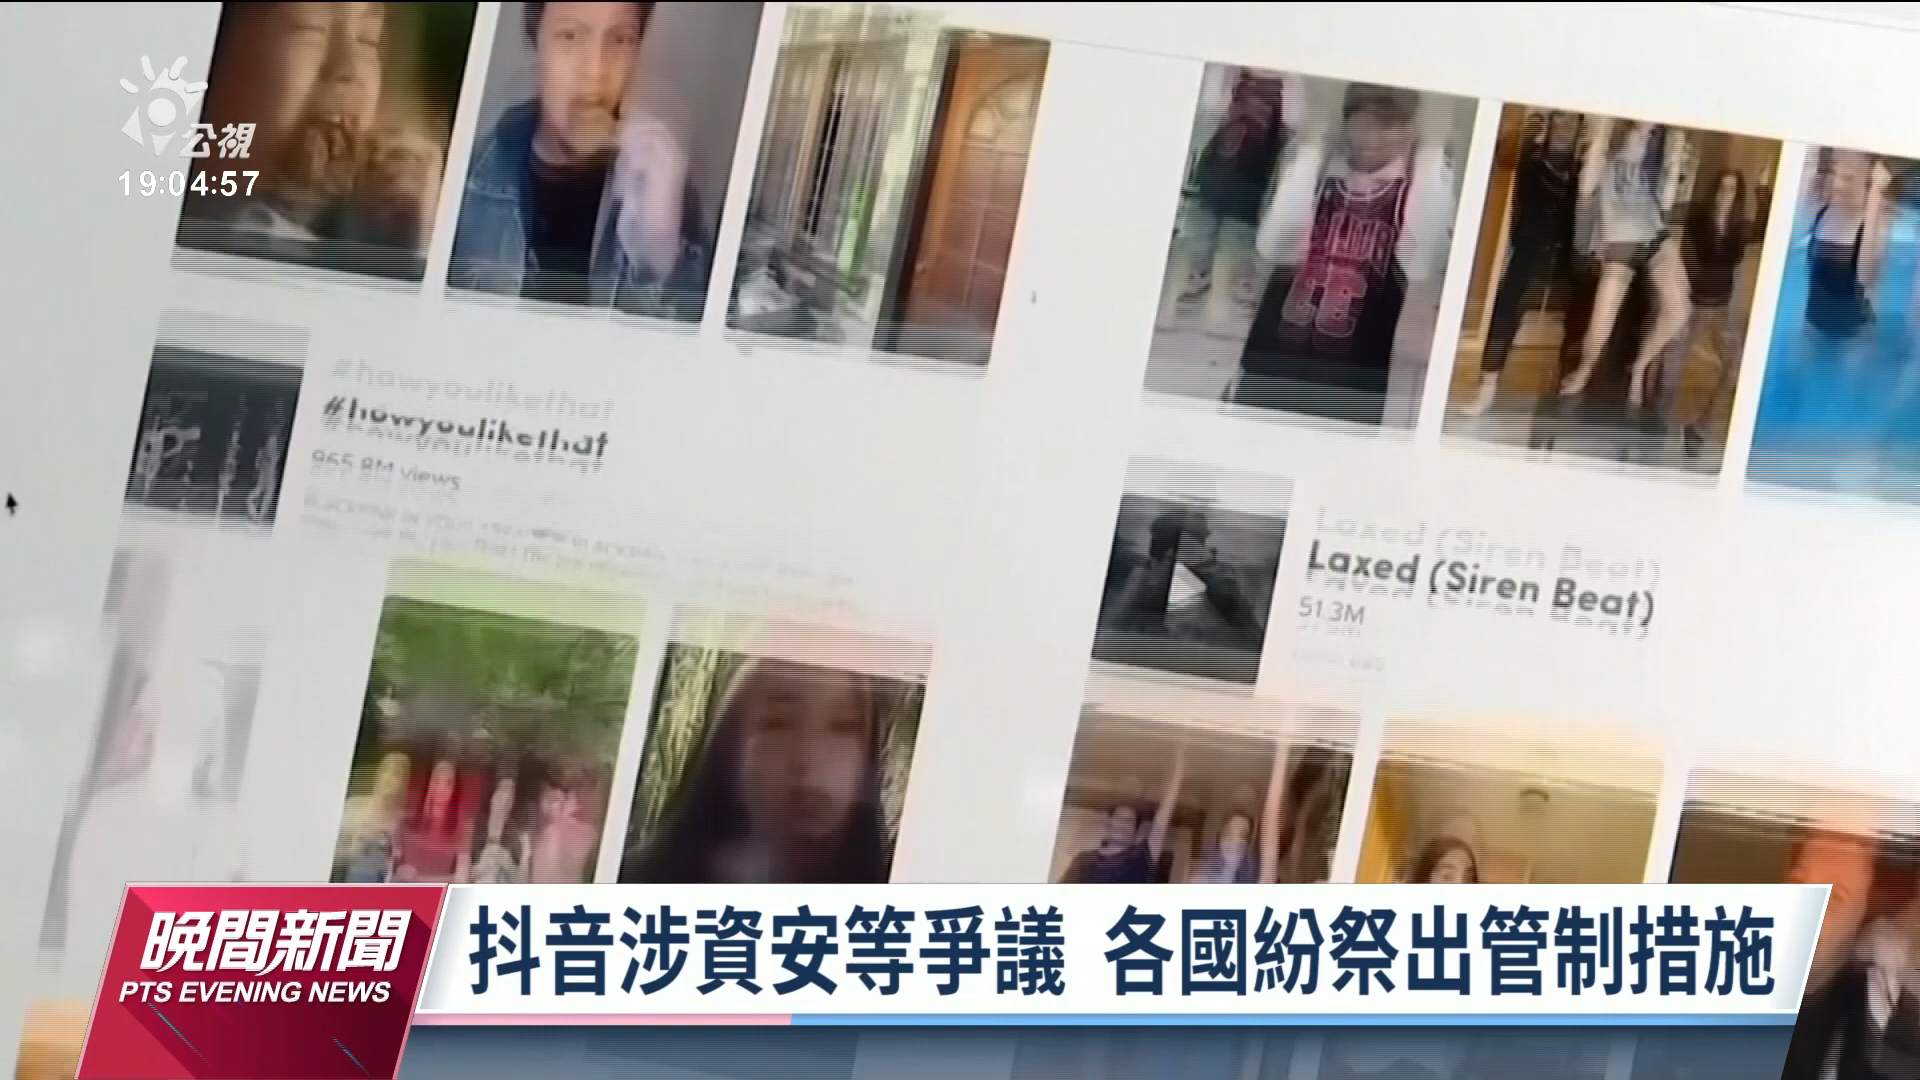 公視
19:04:57
#howyoulikethat
965.8M views
Laxed (Siren Beat)
51.3M
晚間新聞
PTS EVENING NEWS
抖音涉資安等爭議 各國紛祭出管制措施